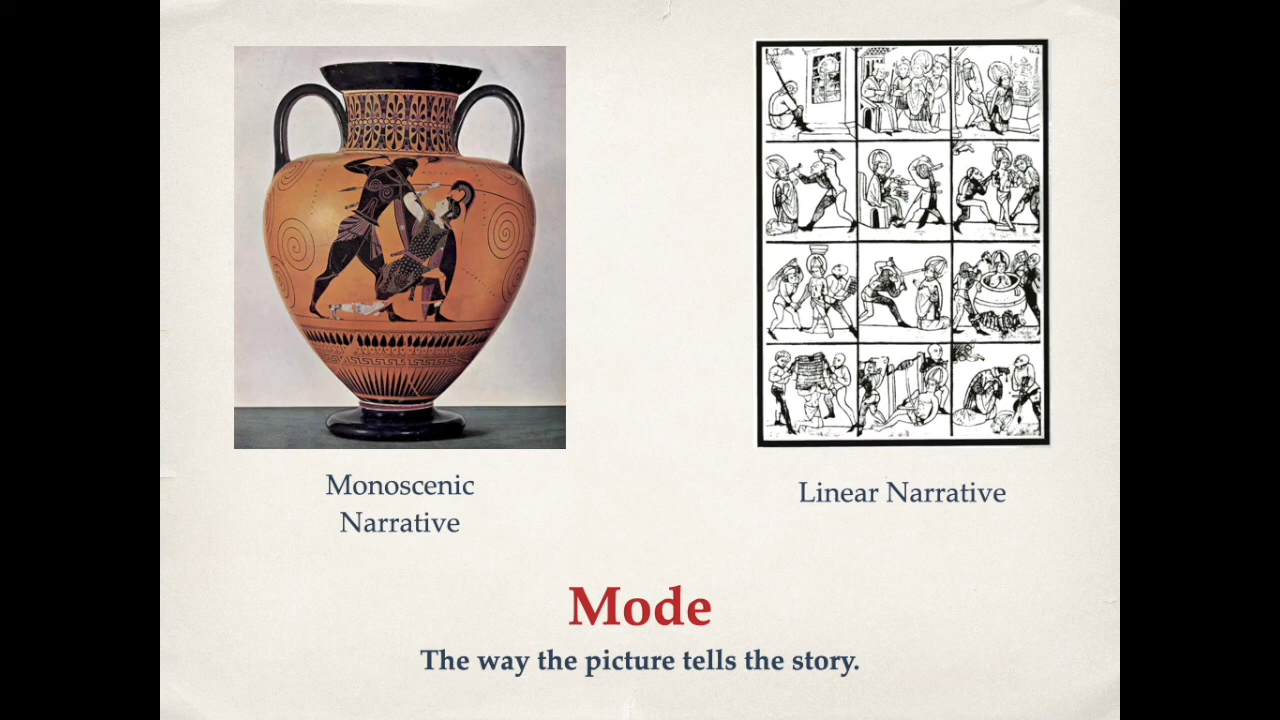 Monoscenic
Narrative
Linear Narrative
Mode
The way the picture tells the story.